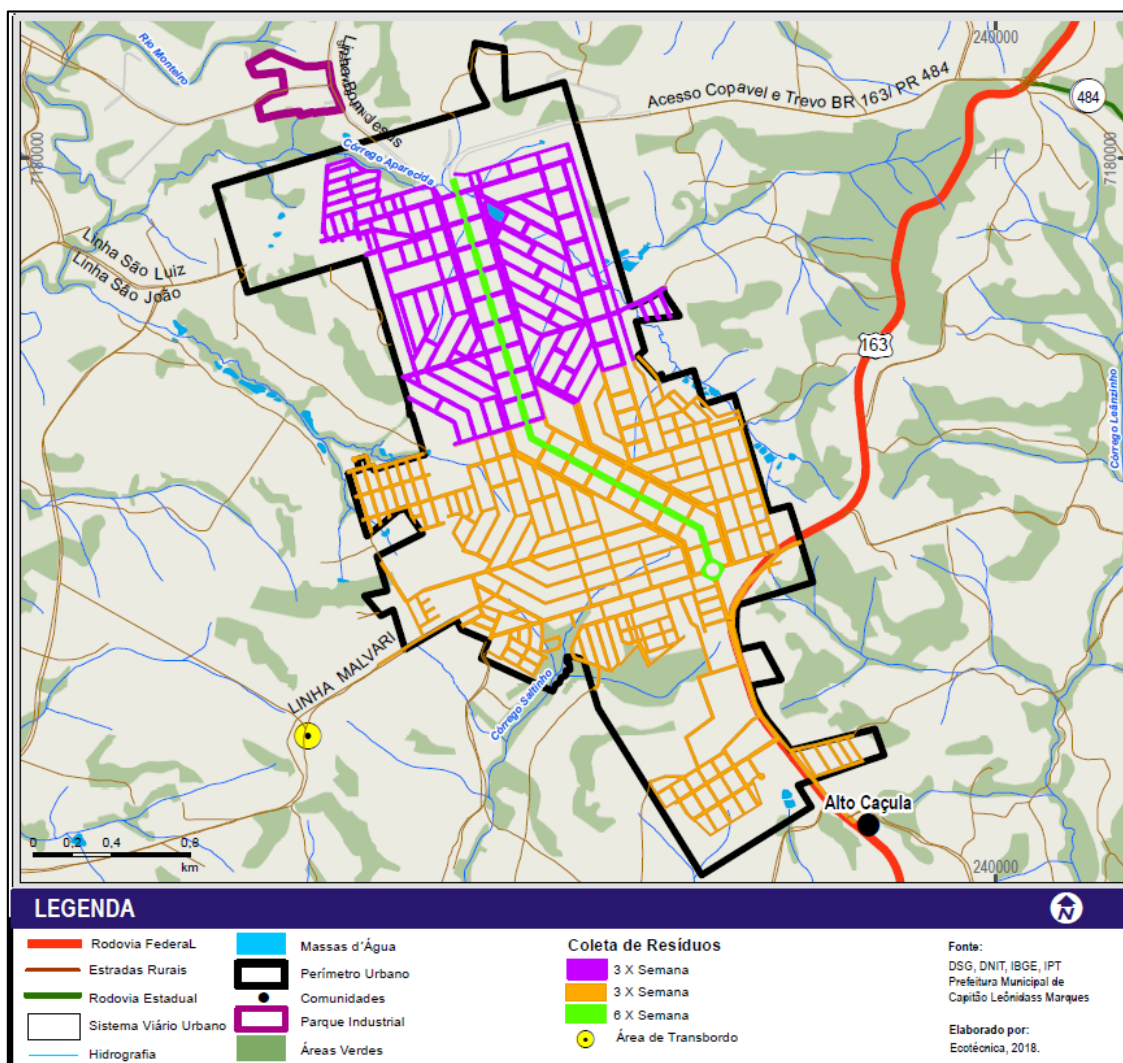 240000
Rio Monteiro
Linha Bom Jesus
Acesso Copavel e Trevo BR 163/ PR 484
484
7180000
7180000
Córrego Aparecida
Linha São Luiz
Linha São João
163
Córrego Leãnzinho
LINHA MALVARI
Córrego Saltinho
Alto Caçula
0 0,2 0,4 0,8
km
240000
LEGENDA
N
Rodovia FederaL
Estradas Rurais
Rodovia Estadual
Sistema Viário Urbano
Hidrografia
Massas d'Água
Perímetro Urbano
Comunidades
Parque Industrial
Áreas Verdes
Coleta de Resíduos
3 X Semana
3 X Semana
6 X Semana
Área de Transbordo
Fonte:
DSG, DNIT, IBGE, IPT
Prefeitura Municipal de
Capitão Leônidass Marques
Elaborado por:
Ecotécnica, 2018.